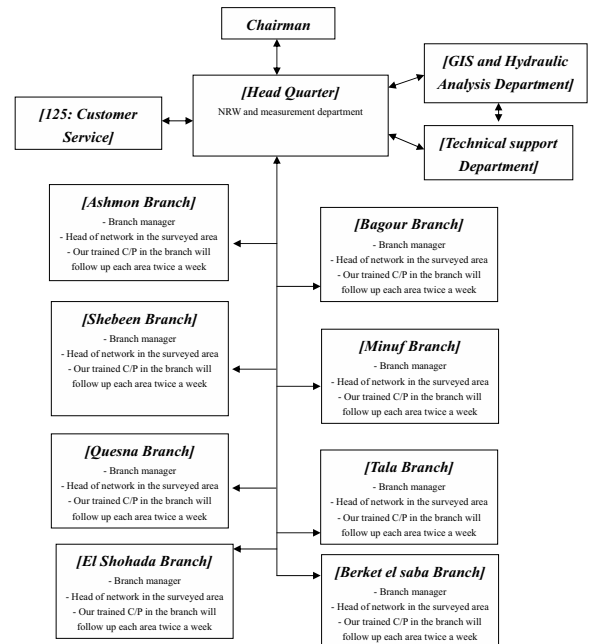 Chairman
[Head Quarter]
NRW and measurement department
[GIS and Hydraulic
Analysis Department]
[125: Customer
Service]
[Technical support
Department]
[Ashmon Branch]
- Branch manager
- Head of network in the surveyed area
- Our trained C/P in the branch will
follow up each area twice a week
[Bagour Branch]
- Branch manager
- Head of network in the surveyed area
- Our trained C/P in the branch will
follow up each area twice a week
[Shebeen Branch]
- Branch manager
- Head of network in the surveyed area
- Our trained C/P in the branch will
follow up each area twice a week
[Minuf Branch]
- Branch manager
- Head of network in the surveyed area
- Our trained C/P in the branch will
follow up each area twice a week
[Quesna Branch]
- Branch manager
- Head of network in the surveyed area
- Our trained C/P in the branch will
follow up each area twice a week
[Tala Branch]
- Branch manager
- Head of network in the surveyed area
- Our trained C/P in the branch will
follow up each area twice a week
[El Shohada Branch]
- Branch manager
- Head of network in the surveyed area
- Our trained C/P in the branch will
follow up each area twice a week
[Berket el saba Branch]
- Branch manager
- Head of network in the surveyed area
- Our trained C/P in the branch will
follow up each area twice a week